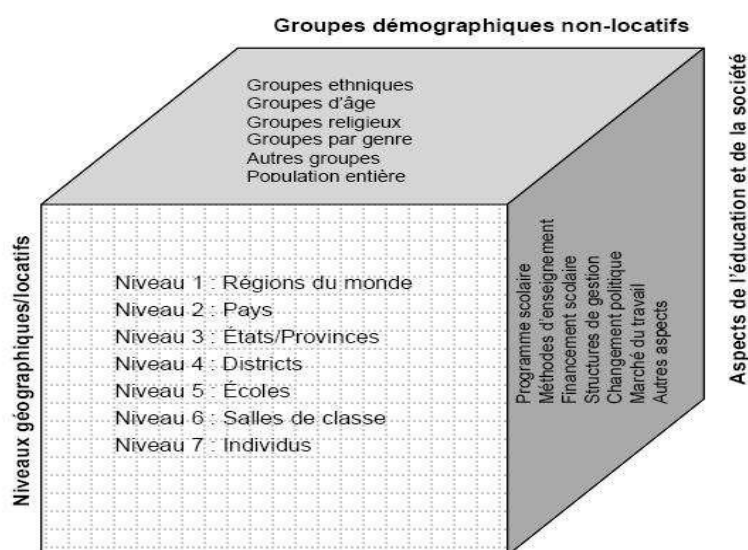 Groupes démographiques non-locatifs
Groupes ethniques
Groupes d'âge
Groupes religieux
Groupes par genre
Autres groupes
Population entière
Niveaux géographiques/locatifs
Niveau 1 : Régions du monde
Niveau 2 : Pays
Niveau 3 : États/Provinces
Niveau 4 : Districts
Niveau 5 : Écoles
Niveau 6 : Salles de classe
Niveau 7 : Individus
Programme scolaire
Méthodes d'enseignement
Financement scolaire
Structures de gestion
Changement politique
Marché du travail
Autres aspects
Aspects de l'éducation et de la société